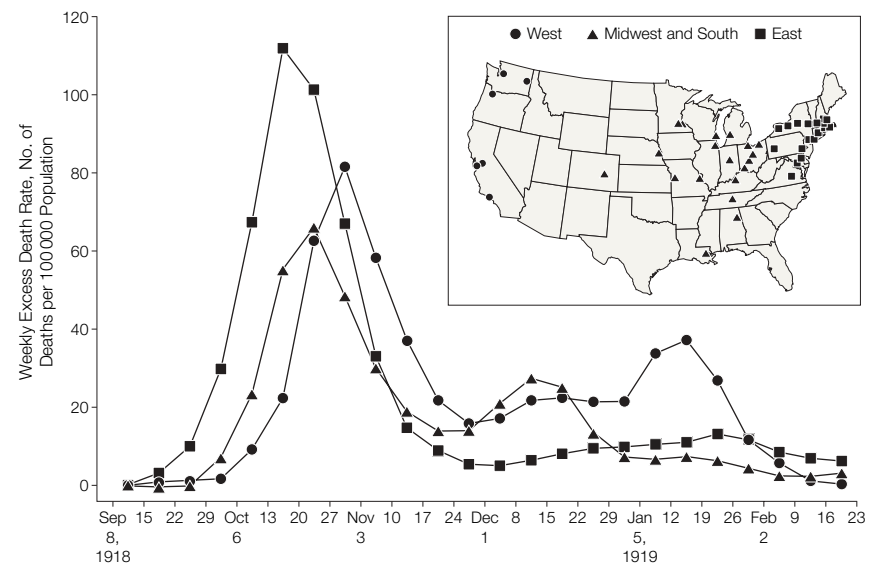 Weekly Excess Death Rate, No. of
Deaths per 100 000 Population
120
100
80
60
40
20
0
West Midwest and South East
Sep 15 22 29 Oct 13 20 27 Nov 10 17 24 Dec 8 15 22 29 Jan 12 19 26 Feb 9 16 23
8, 6 3 1 5, 2
1918 1919